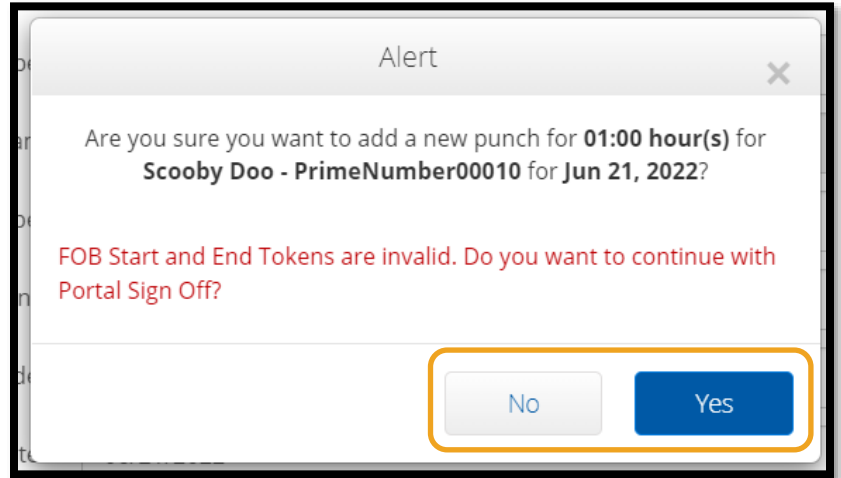 Alert
Are you sure you want to add a new punch for 01:00 hour(s) for
Scooby Doo - PrimeNumber00010 for Jun 21, 2022?
FOB Start and End Tokens are invalid. Do you want to continue with
Portal Sign Off?
No
Yes